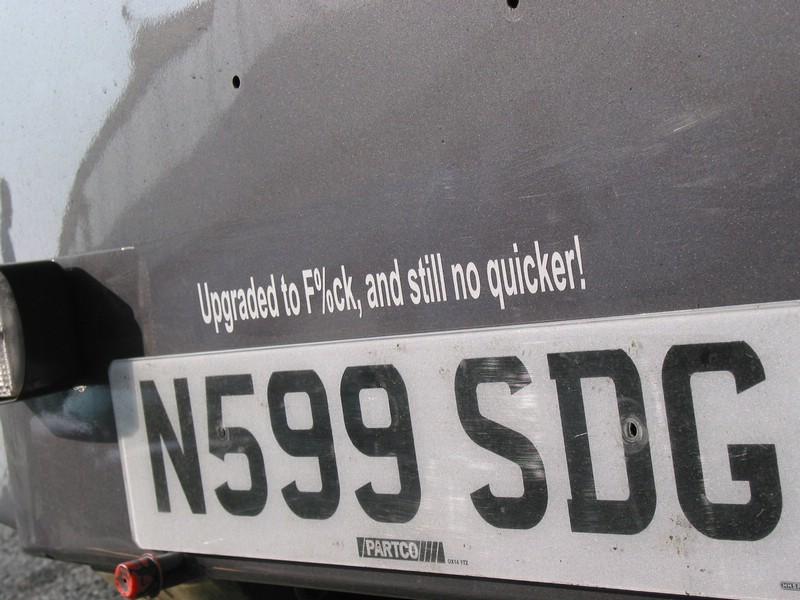 Upgraded to F%ck, and still no quicker!
N599 SDG
PARTCO